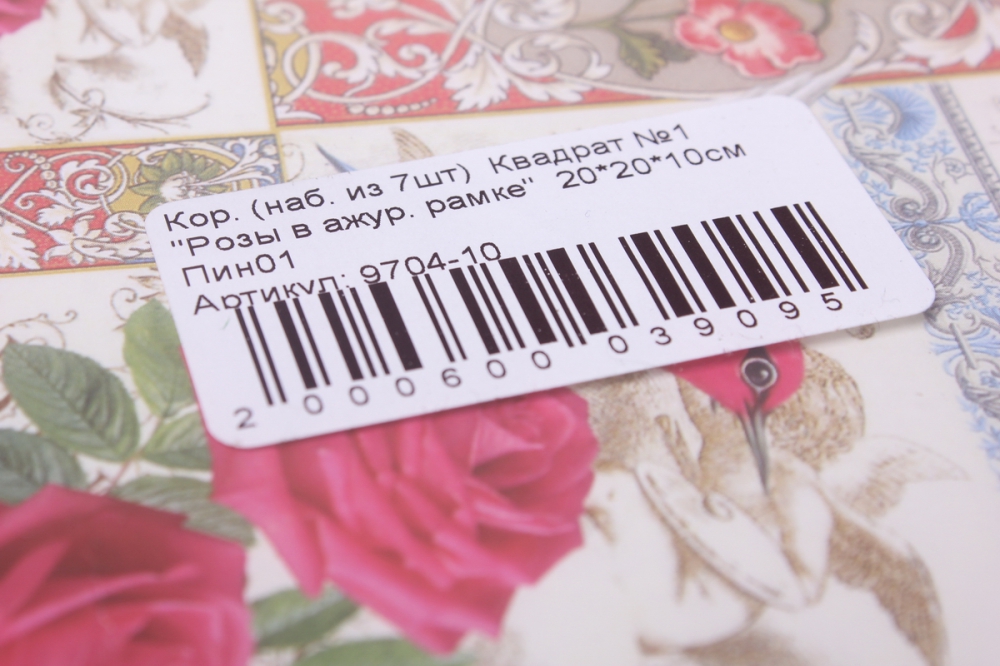 Кор. (наб. из 7шт) Квадрат №1
"Розы в ажур. рамке" 20*20*10см
Пин01
Артикул: 9704-10
2 000600 039095